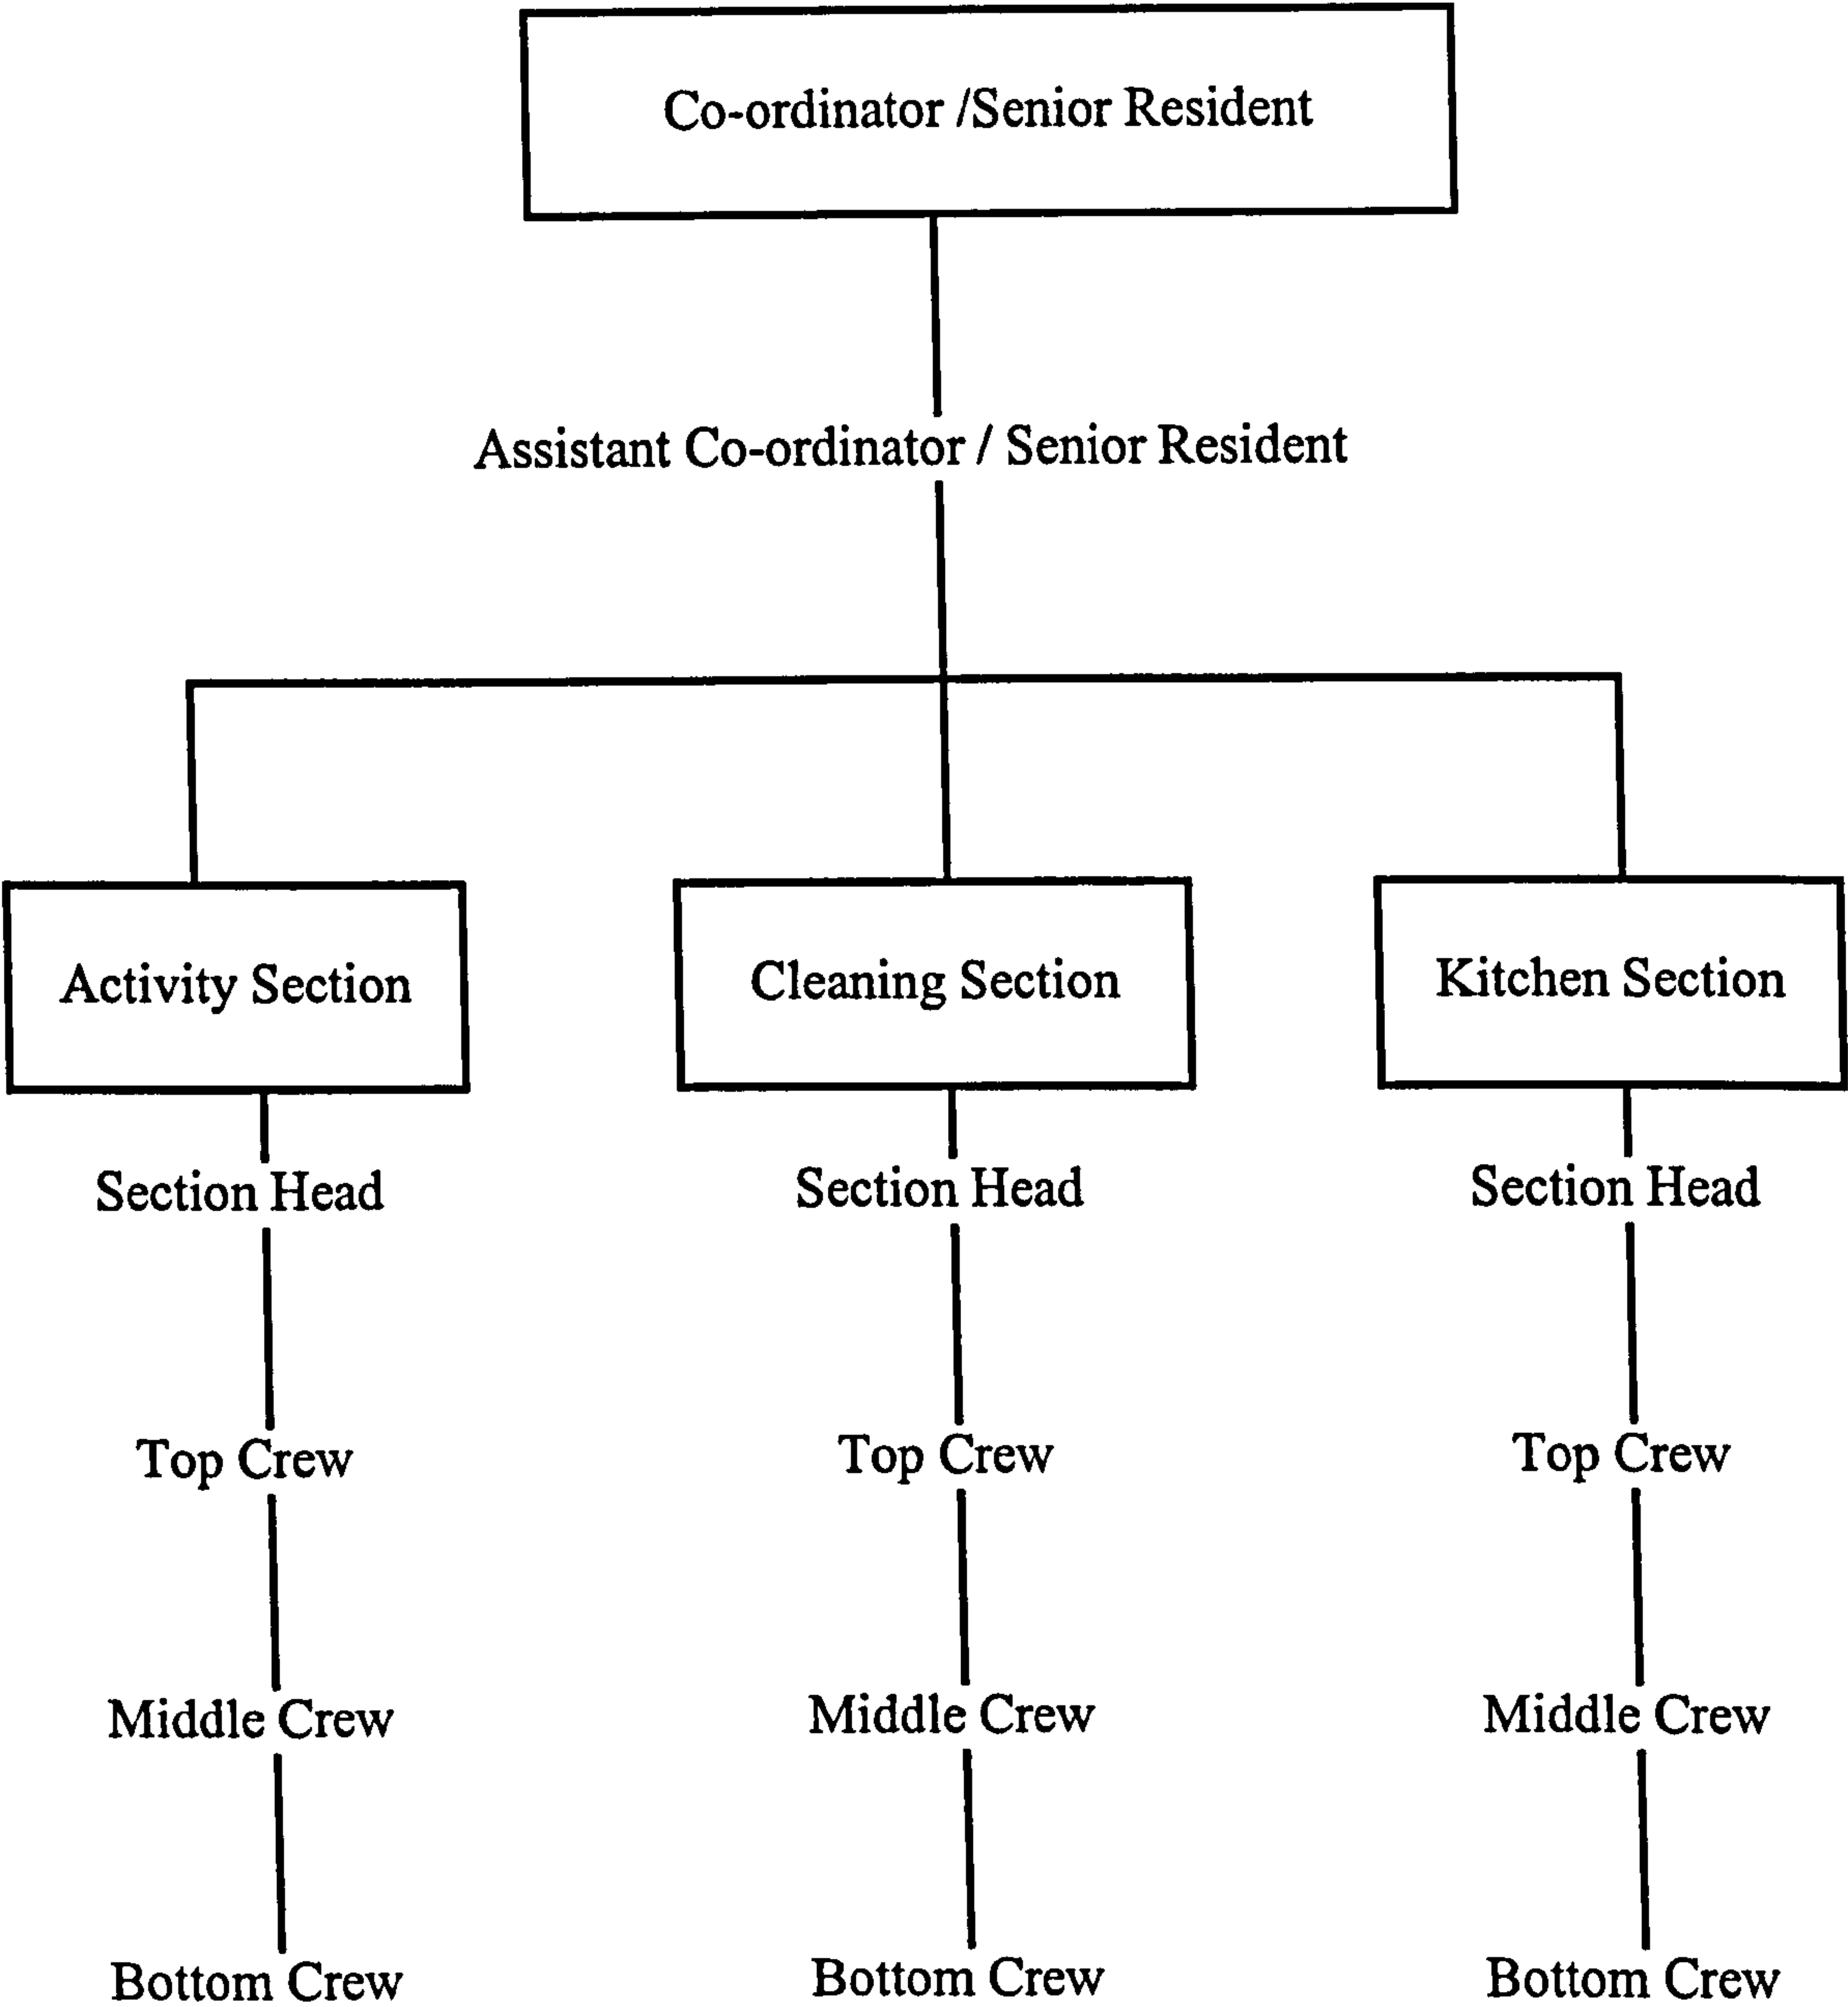 Co-ordinator /Senior Resident
Assistant Co-ordinator / Senior Resident
Activity Section
Cleaning Section
Kitchen Section
Section Head
Section Head
Section Head
Top Crew
Top Crew
Top Crew
Middle Crew
Middle Crew
Middle Crew
Bottom Crew
Bottom Crew
Bottom Crew